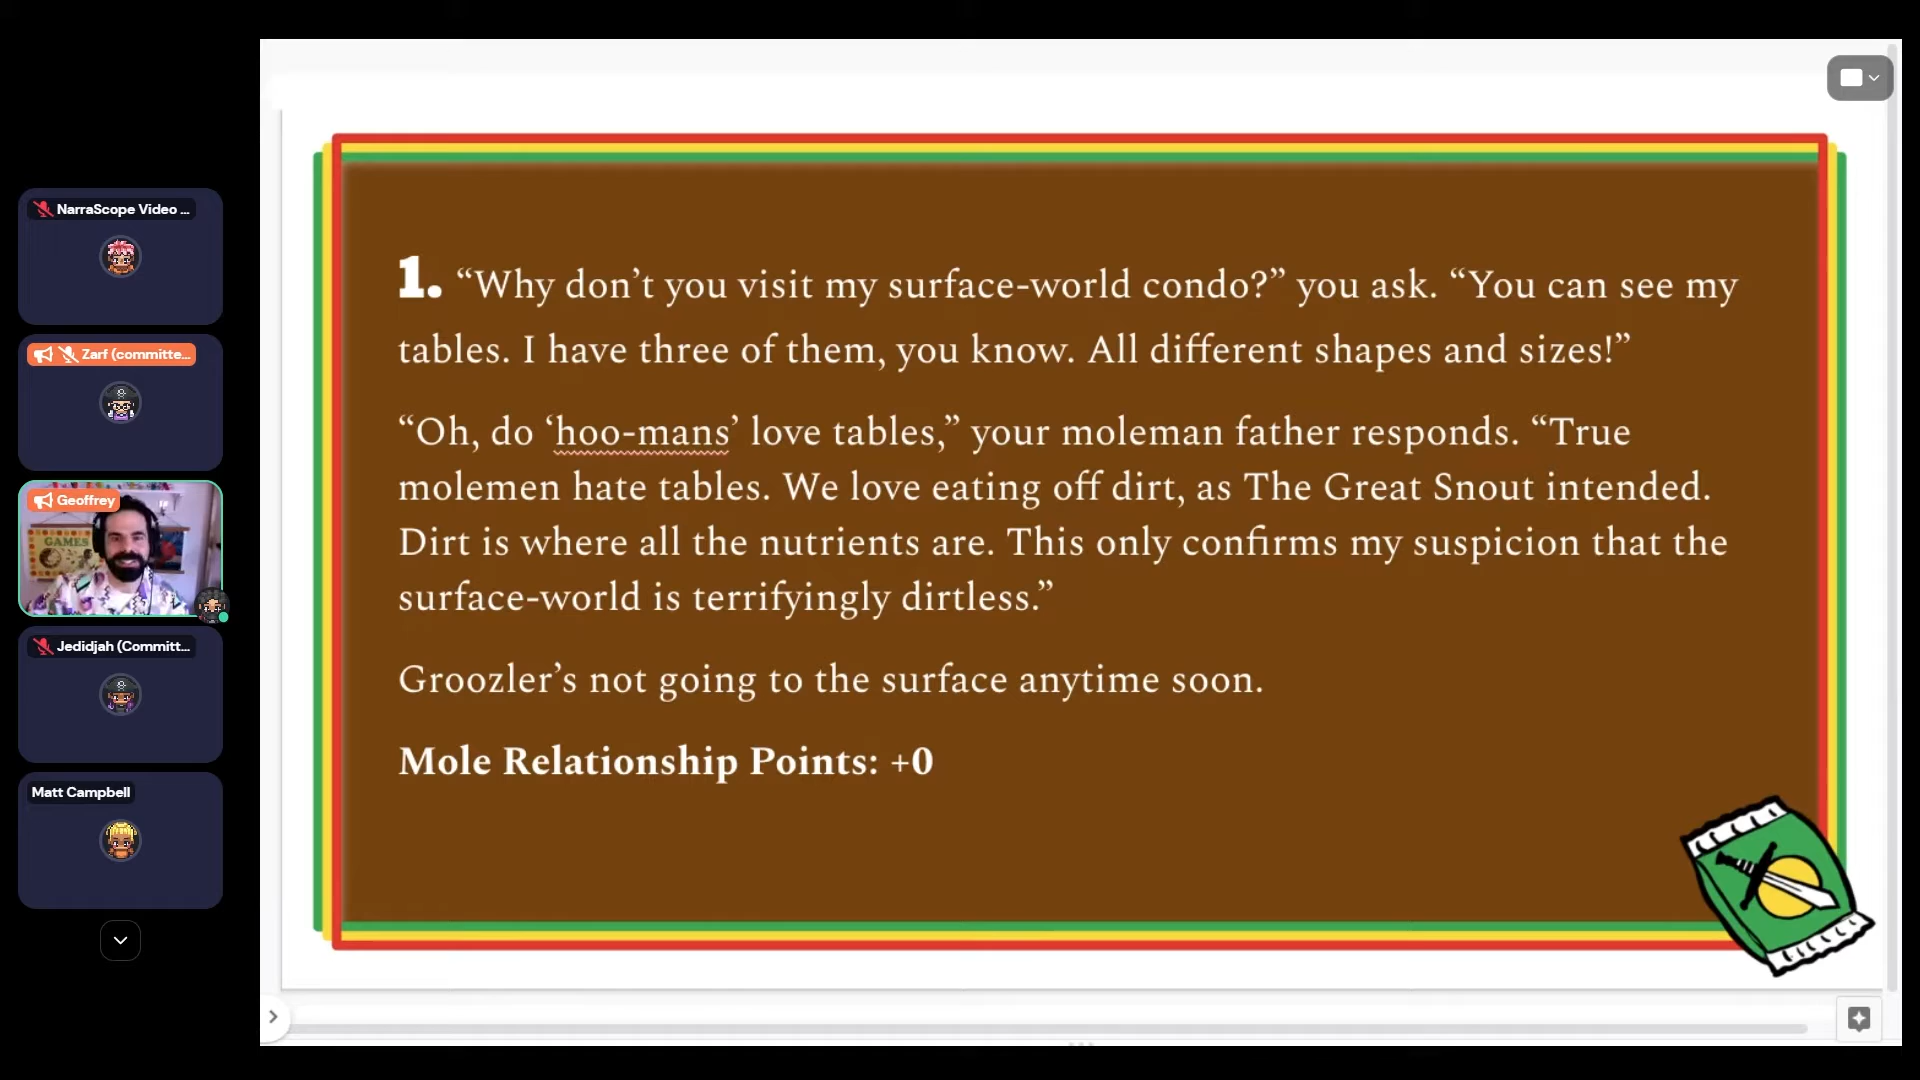 NarraScope Video ...
Zarf (committe...
Geoffrey
GAMES
Jedidjah (Committ...
Matt Campbell
1. “Why don’t you visit my surface-world condo?” you ask. “You can see my
tables. I have three of them, you know. All different shapes and sizes!”
“Oh, do ‘hoo-mans’ love tables,” your moleman father responds. “True
molemen hate tables. We love eating off dirt, as The Great Snout intended.
Dirt is where all the nutrients are. This only confirms my suspicion that the
surface-world is terrifyingly dirtless.”
Groozler’s not going to the surface anytime soon.
Mole Relationship Points: +0